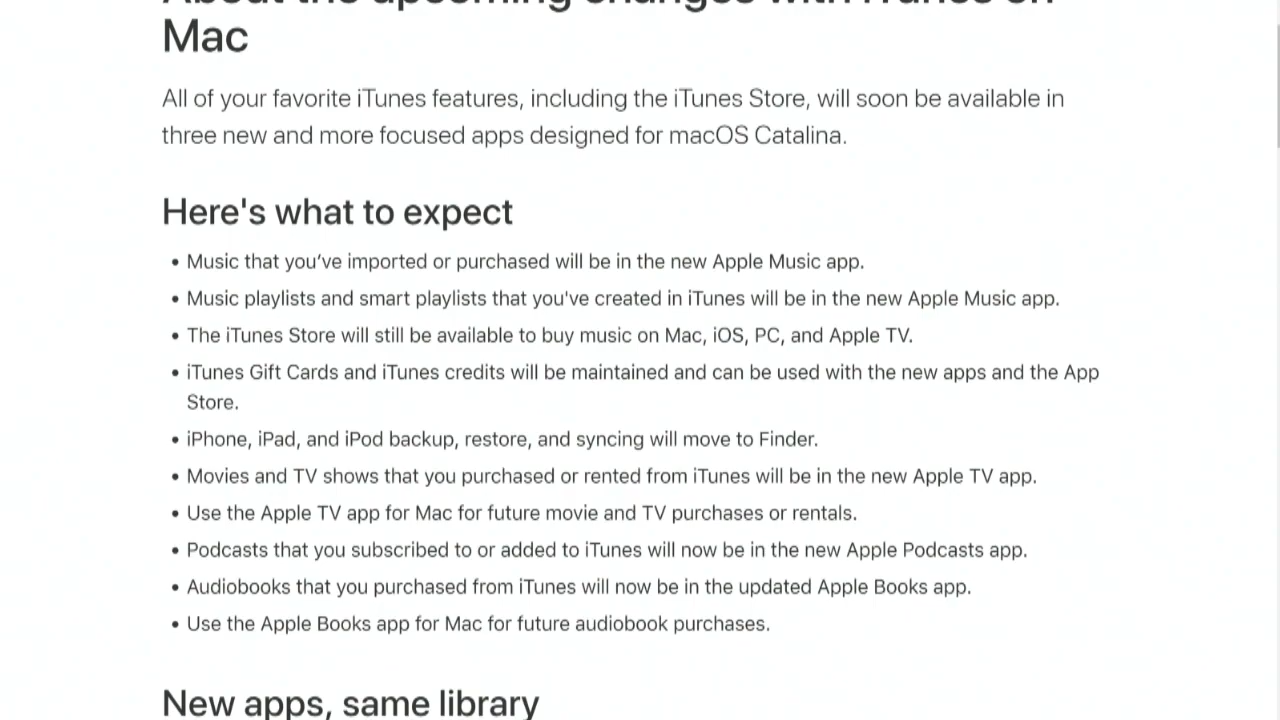 About the upcoming changes with iTunes on
Mac
All of your favorite iTunes features, including the iTunes Store, will soon be available in
three new and more focused apps designed for macOS Catalina.
Here's what to expect
• Music that you’ve imported or purchased will be in the new Apple Music app.
• Music playlists and smart playlists that you've created in iTunes will be in the new Apple Music app.
• The iTunes Store will still be available to buy music on Mac, iOS, PC, and Apple TV.
• iTunes Gift Cards and iTunes credits will be maintained and can be used with the new apps and the App
Store.
• iPhone, iPad, and iPod backup, restore, and syncing will move to Finder.
• Movies and TV shows that you purchased or rented from iTunes will be in the new Apple TV app.
• Use the Apple TV app for Mac for future movie and TV purchases or rentals.
• Podcasts that you subscribed to or added to iTunes will now be in the new Apple Podcasts app.
• Audiobooks that you purchased from iTunes will now be in the updated Apple Books app.
• Use the Apple Books app for Mac for future audiobook purchases.
New apps, same library